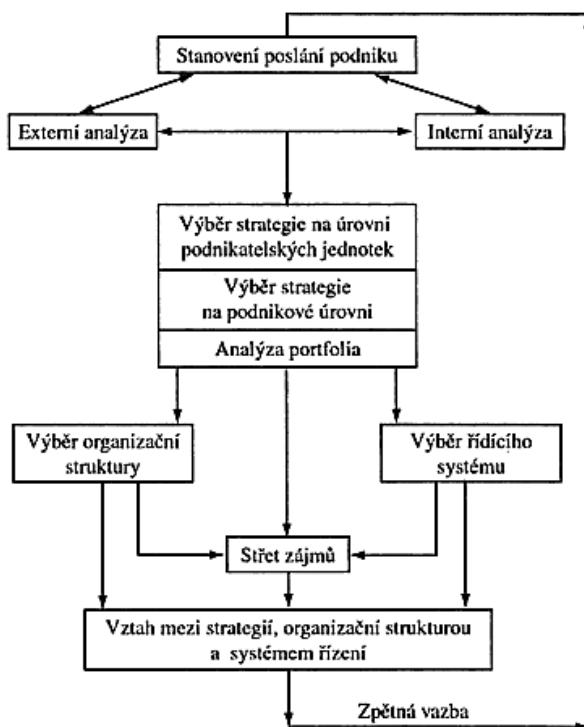 Stanovení poslání podniku
Externí analýza
Interní analýza
Výběr strategie na úrovni
podnikatelských jednotek
Výběr strategie
na podnikové úrovni
Analýza portfolia
Výběr organizační
struktury
Výběr řídícího
systému
Střet zájmů
Vztah mezi strategií, organizační strukturou
a systémem řízení
Zpětná vazba